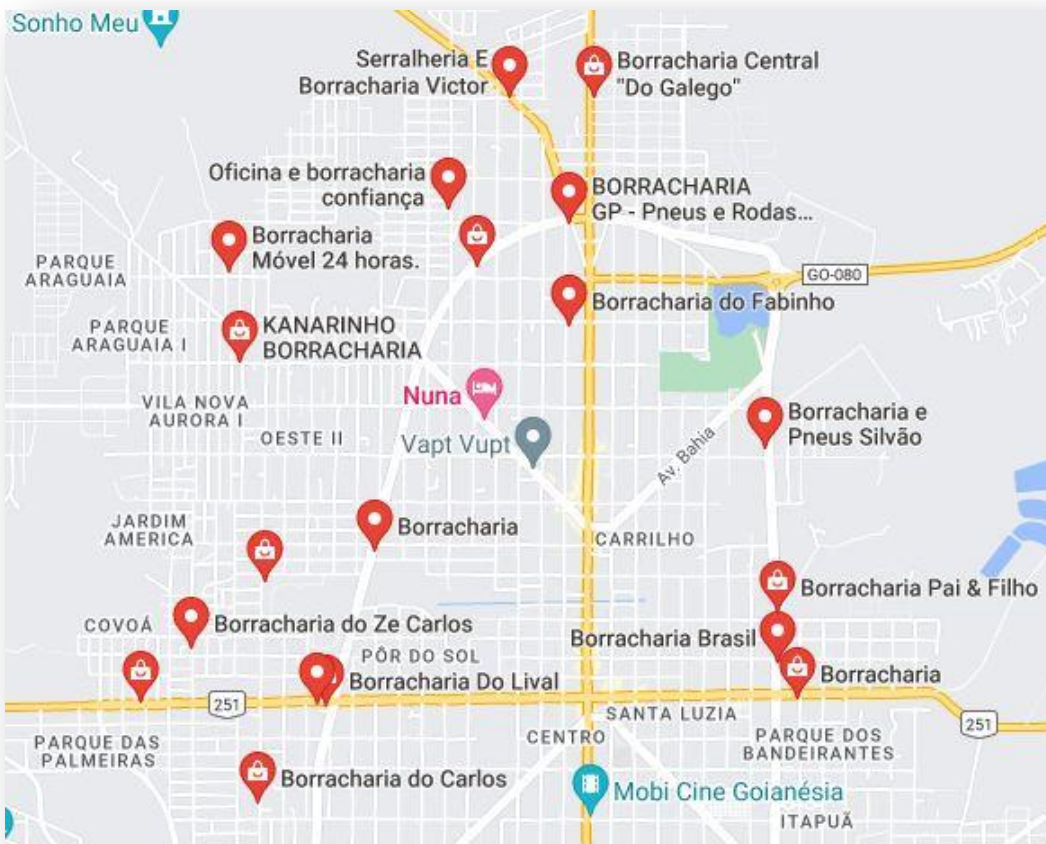 Sonho Meu
Serralheria E
Borracharia Victor
Borracharia Central
"Do Galego"
Oficina e borracharia
confiança
BORRACHARIA
GP - Pneus e Rodas...
Borracharia
Móvel 24 horas.
PARQUE
ARAGUAIA
GO-080
Borracharia do Fabinho
PARQUE
ARAGUAIA I
KANARINHO
BORRACHARIA
Nuna
VILA NOVA
AURORA I
OESTE II
Vapt Vupt
Borracharia e
Pneus Silvão
Av. Bahia
JARDIM
AMERICA
Borracharia
CARRILHO
Borracharia Pai & Filho
COVOÁ
Borracharia do Ze Carlos
Borracharia Brasil
PÔR DO SOL
Borracharia Do Lival
Borracharia
251
SANTA LUZIA
251
PARQUE DAS
PALMEIRAS
CENTRO
PARQUE DOS
BANDEIRANTES
Borracharia do Carlos
Mobi Cine Goianésia
ITAPUÃ